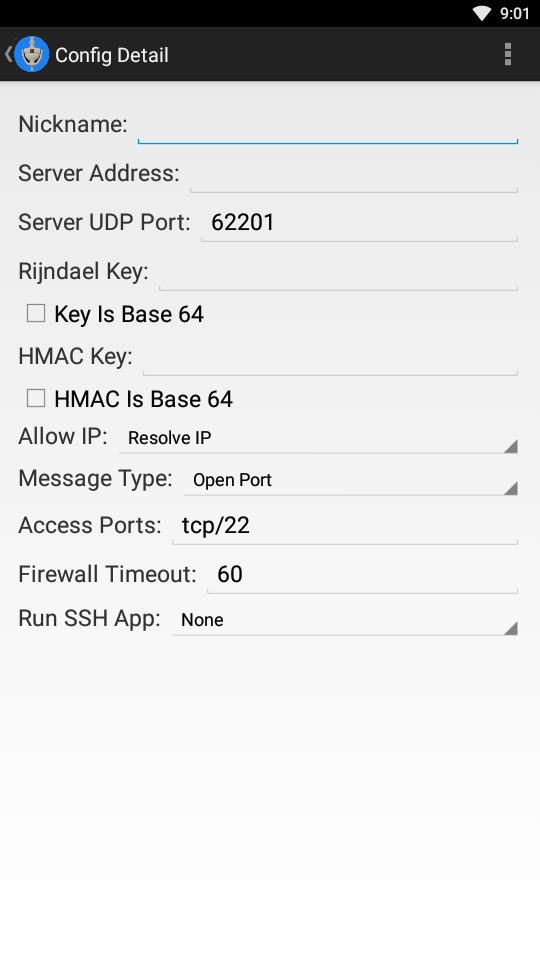 9:01
Config Detail
Nickname:
Server Address:
Server UDP Port: 62201
Rijndael Key:
Key Is Base 64
HMAC Key:
HMAC Is Base 64
Allow IP: Resolve IP
Message Type: Open Port
Access Ports: tcp/22
Firewall Timeout: 60
Run SSH App: None